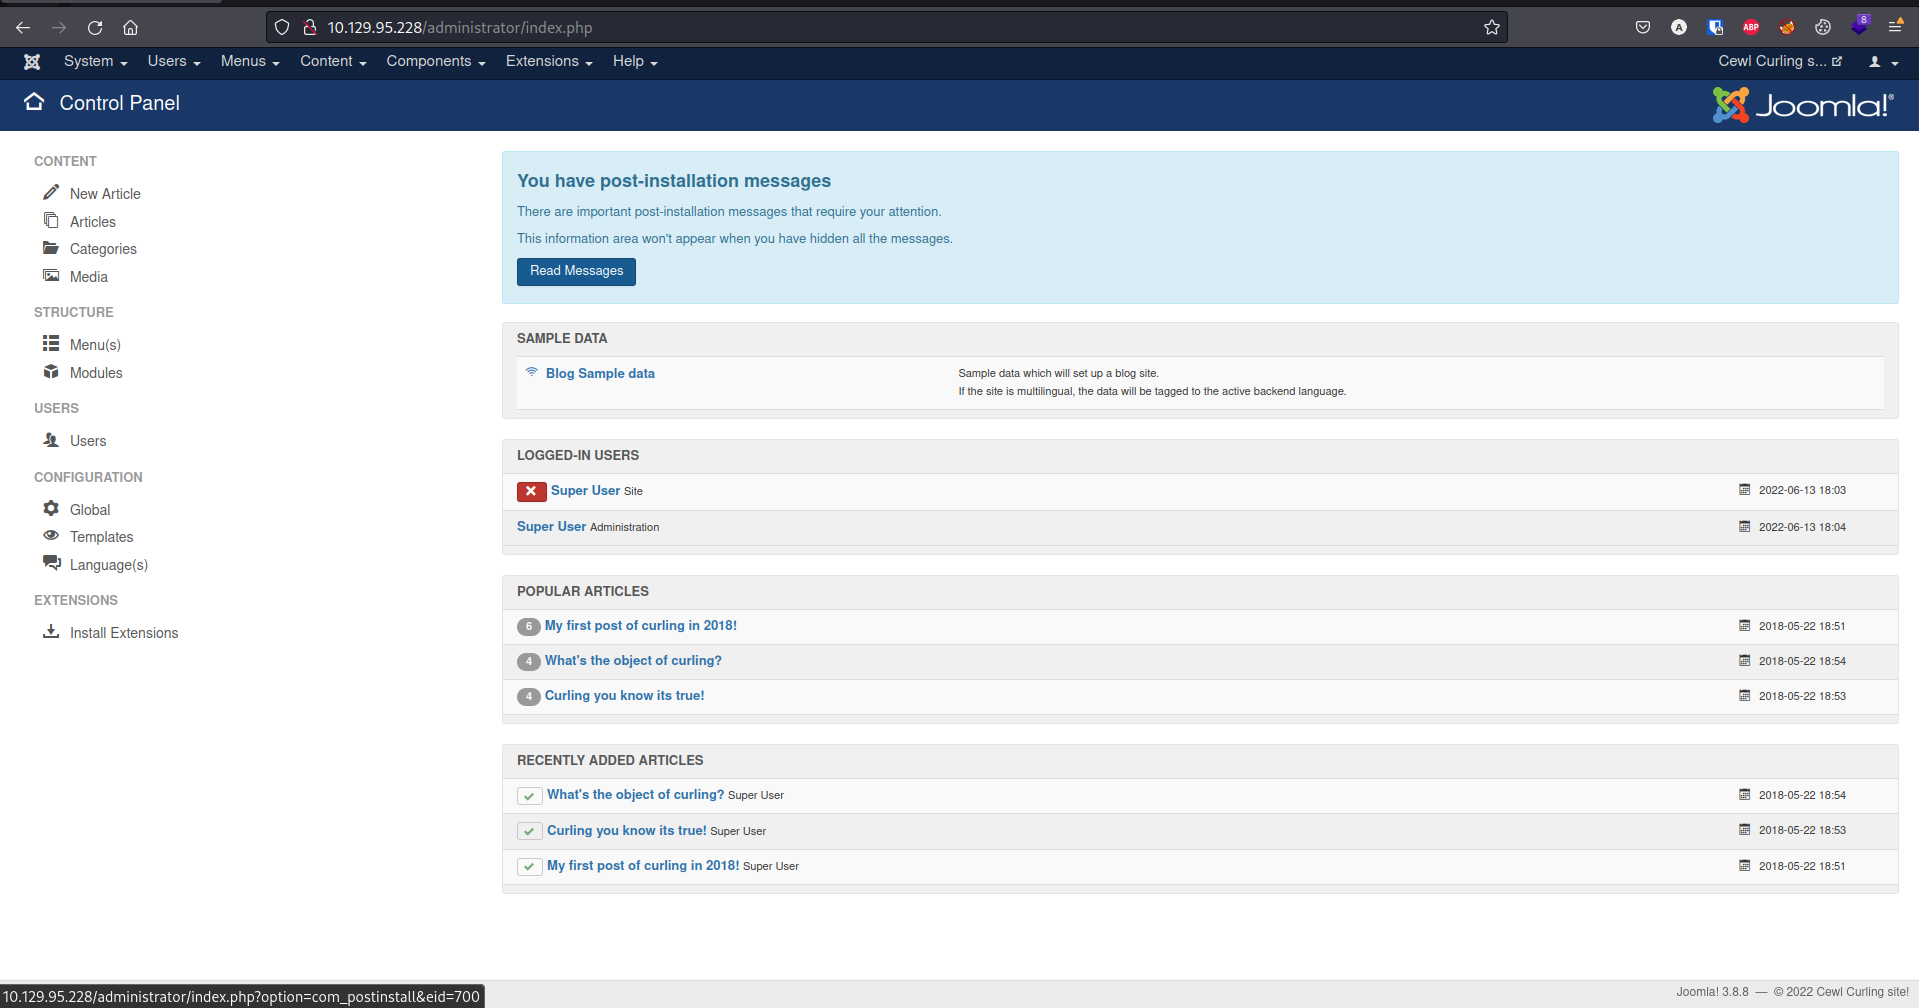 10.129.95.228/administrator/index.php
ABP
8
System
Users
Menus
Content
Components
Extensions
Help
Cewl Curling s...
Control Panel
Joomla!®
CONTENT
New Article
Articles
Categories
Media
STRUCTURE
Menu(s)
Modules
USERS
Users
CONFIGURATION
Global
Templates
Language(s)
EXTENSIONS
Install Extensions
You have post-installation messages
There are important post-installation messages that require your attention.
This information area won't appear when you have hidden all the messages.
Read Messages
SAMPLE DATA
Blog Sample data
Sample data which will set up a blog site.
If the site is multilingual, the data will be tagged to the active backend language.
LOGGED-IN USERS
Super User Site 2022-06-13 18:03
Super User Administration 2022-06-13 18:04
POPULAR ARTICLES
6 My first post of curling in 2018! 2018-05-22 18:51
4 What's the object of curling? 2018-05-22 18:54
4 Curling you know its true! 2018-05-22 18:53
RECENTLY ADDED ARTICLES
What's the object of curling? Super User 2018-05-22 18:54
Curling you know its true! Super User 2018-05-22 18:53
My first post of curling in 2018! Super User 2018-05-22 18:51
10.129.95.228/administrator/index.php?option=com_postinstall&eid=700
Joomla! 3.8.8 — © 2022 Cewl Curling site!